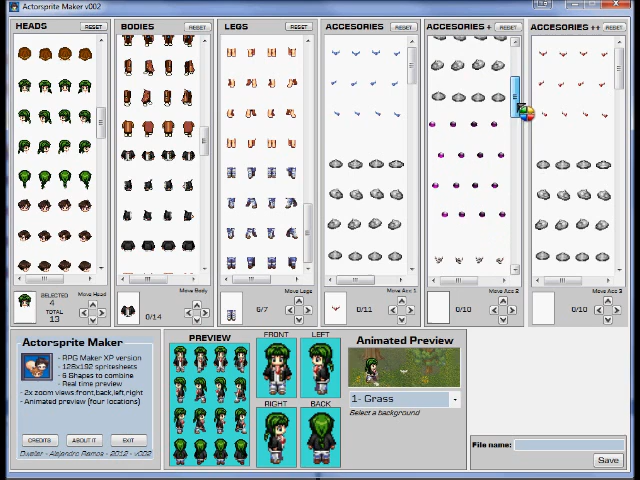 Actorsprite Maker v002
HEADS
RESET
BODIES
RESET
LEGS
RESET
ACCESORIES
RESET
ACCESORIES +
RESET
ACCESORIES ++
RESET
SELECTED
4
TOTAL
13
Move Head
Move Body
0/14
Move Legs
6/7
Move Acc 1
0/11
Move Acc 2
0/10
Move Acc 3
0/10
Actorsprite Maker
- RPG Maker XP version
- 128x192 spritesheets
- 6 Shapes to combine
- Real time preview
- 2x zoom views front,back,left,right
- Animated preview (four locations)
CREDITS
ABOUT IT
EXIT
Dweller - Alejandro Ramos - 2012 - v002
PREVIEW
FRONT
LEFT
RIGHT
BACK
Animated Preview
1- Grass
Select a background
File name:
Save